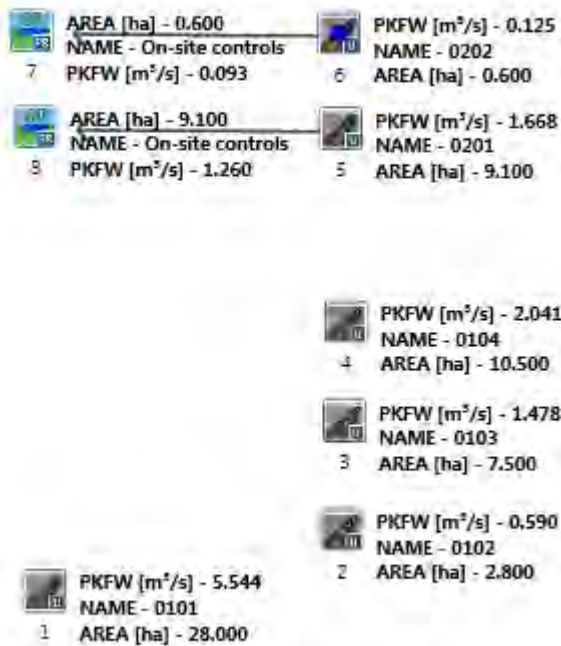 AREA [ha] - 0.600
NAME - On-site controls
7 PKFW [m³/s] - 0.093
PKFW [m³/s] - 0.125
NAME - 0202
6 AREA [ha] - 0.600
AREA [ha] - 9.100
NAME - On-site controls
8 PKFW [m³/s] - 1.260
PKFW [m³/s] - 1.668
NAME - 0201
5 AREA [ha] - 9.100
PKFW [m³/s] - 2.041
NAME - 0104
4 AREA [ha] - 10.500
PKFW [m³/s] - 1.478
NAME - 0103
3 AREA [ha] - 7.500
PKFW [m³/s] - 0.590
NAME - 0102
2 AREA [ha] - 2.800
PKFW [m³/s] - 5.544
NAME - 0101
1 AREA [ha] - 28.000